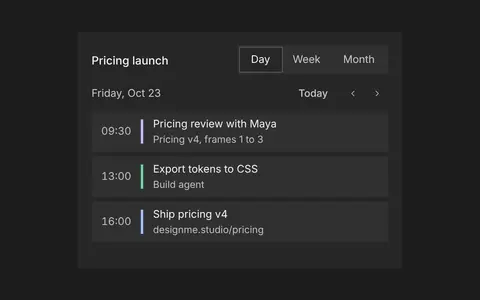 Pricing launch
Day
Week
Month
Friday, Oct 23
Today
09:30
Pricing review with Maya
Pricing v4, frames 1 to 3
13:00
Export tokens to CSS
Build agent
16:00
Ship pricing v4
designme.studio/pricing